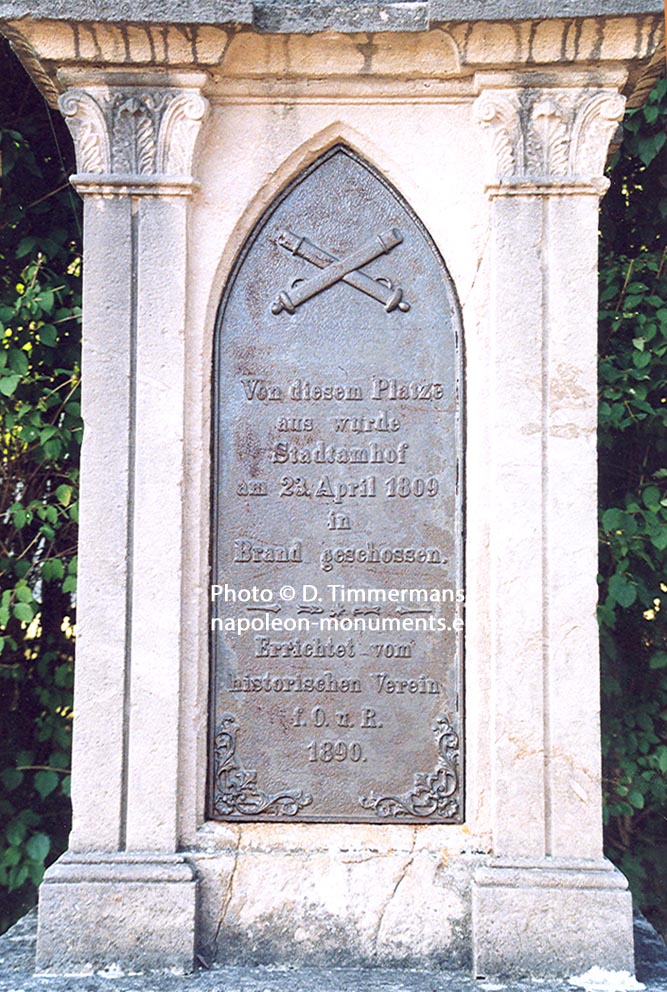 Von diesem Platze
aus wurde
Stadtamhof
am 23. April 1809
in
Brand geschossen.
Photo © D. Timmermans
napoleon-monuments.e
Errichtet vom
historischen Verein
f. O. u. R.
1890.